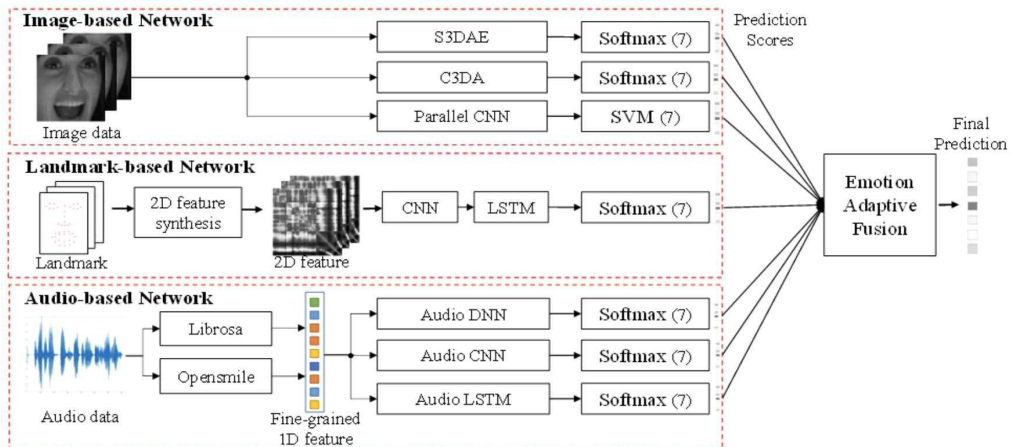 Image-based Network
Image data
S3DAE
Softmax (7)
C3DA
Softmax (7)
Parallel CNN
SVM (7)
Prediction
Scores
Landmark-based Network
Landmark
2D feature
synthesis
2D feature
CNN
LSTM
Softmax (7)
Audio-based Network
Audio data
Librosa
Opensmile
Fine-grained
1D feature
Audio DNN
Softmax (7)
Audio CNN
Softmax (7)
Audio LSTM
Softmax (7)
Emotion
Adaptive
Fusion
Final
Prediction